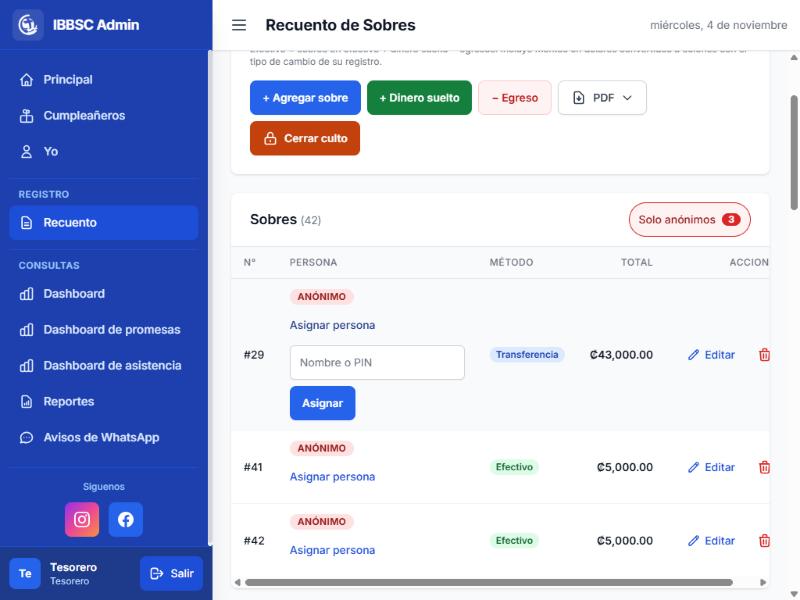 IBBSC Admin
Principal
Cumpleañeros
Yo
REGISTRO
Recuento
CONSULTAS
Dashboard
Dashboard de promesas
Dashboard de asistencia
Reportes
Avisos de WhatsApp
Síguenos
Te
Tesorero
Tesorero
Salir
Recuento de Sobres
miércoles, 4 de noviembre
tipo de cambio de su registro.
+ Agregar sobre
+ Dinero suelto
− Egreso
PDF
Cerrar culto
Sobres (42)
Solo anónimos 3
N° PERSONA MÉTODO TOTAL ACCION
ANÓNIMO
Asignar persona
#29 Nombre o PIN Transferencia ₡43,000.00 Editar
Asignar
ANÓNIMO
#41 Asignar persona Efectivo ₡5,000.00 Editar
ANÓNIMO
#42 Asignar persona Efectivo ₡5,000.00 Editar